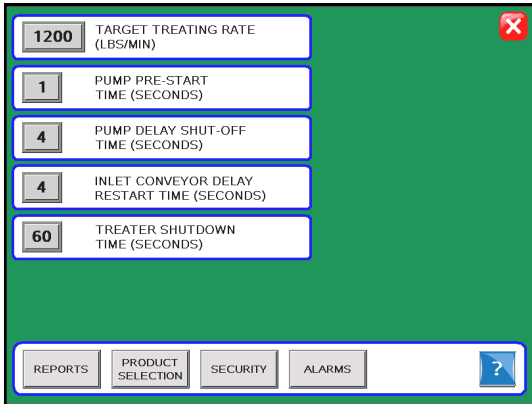 1200
TARGET TREATING RATE
(LBS/MIN)
1
PUMP PRE-START
TIME (SECONDS)
4
PUMP DELAY SHUT-OFF
TIME (SECONDS)
4
INLET CONVEYOR DELAY
RESTART TIME (SECONDS)
60
TREATER SHUTDOWN
TIME (SECONDS)
REPORTS
PRODUCT
SELECTION
SECURITY
ALARMS
?